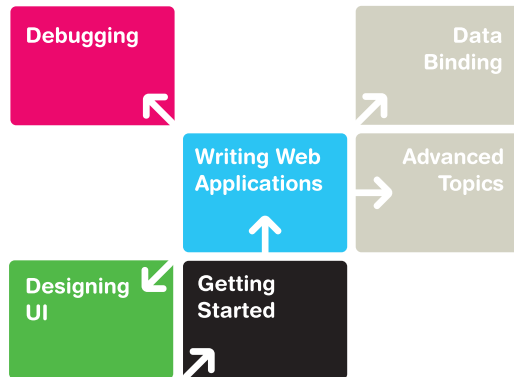 Debugging
Data
Binding
Writing Web
Applications
Advanced
Topics
Designing
UI
Getting
Started